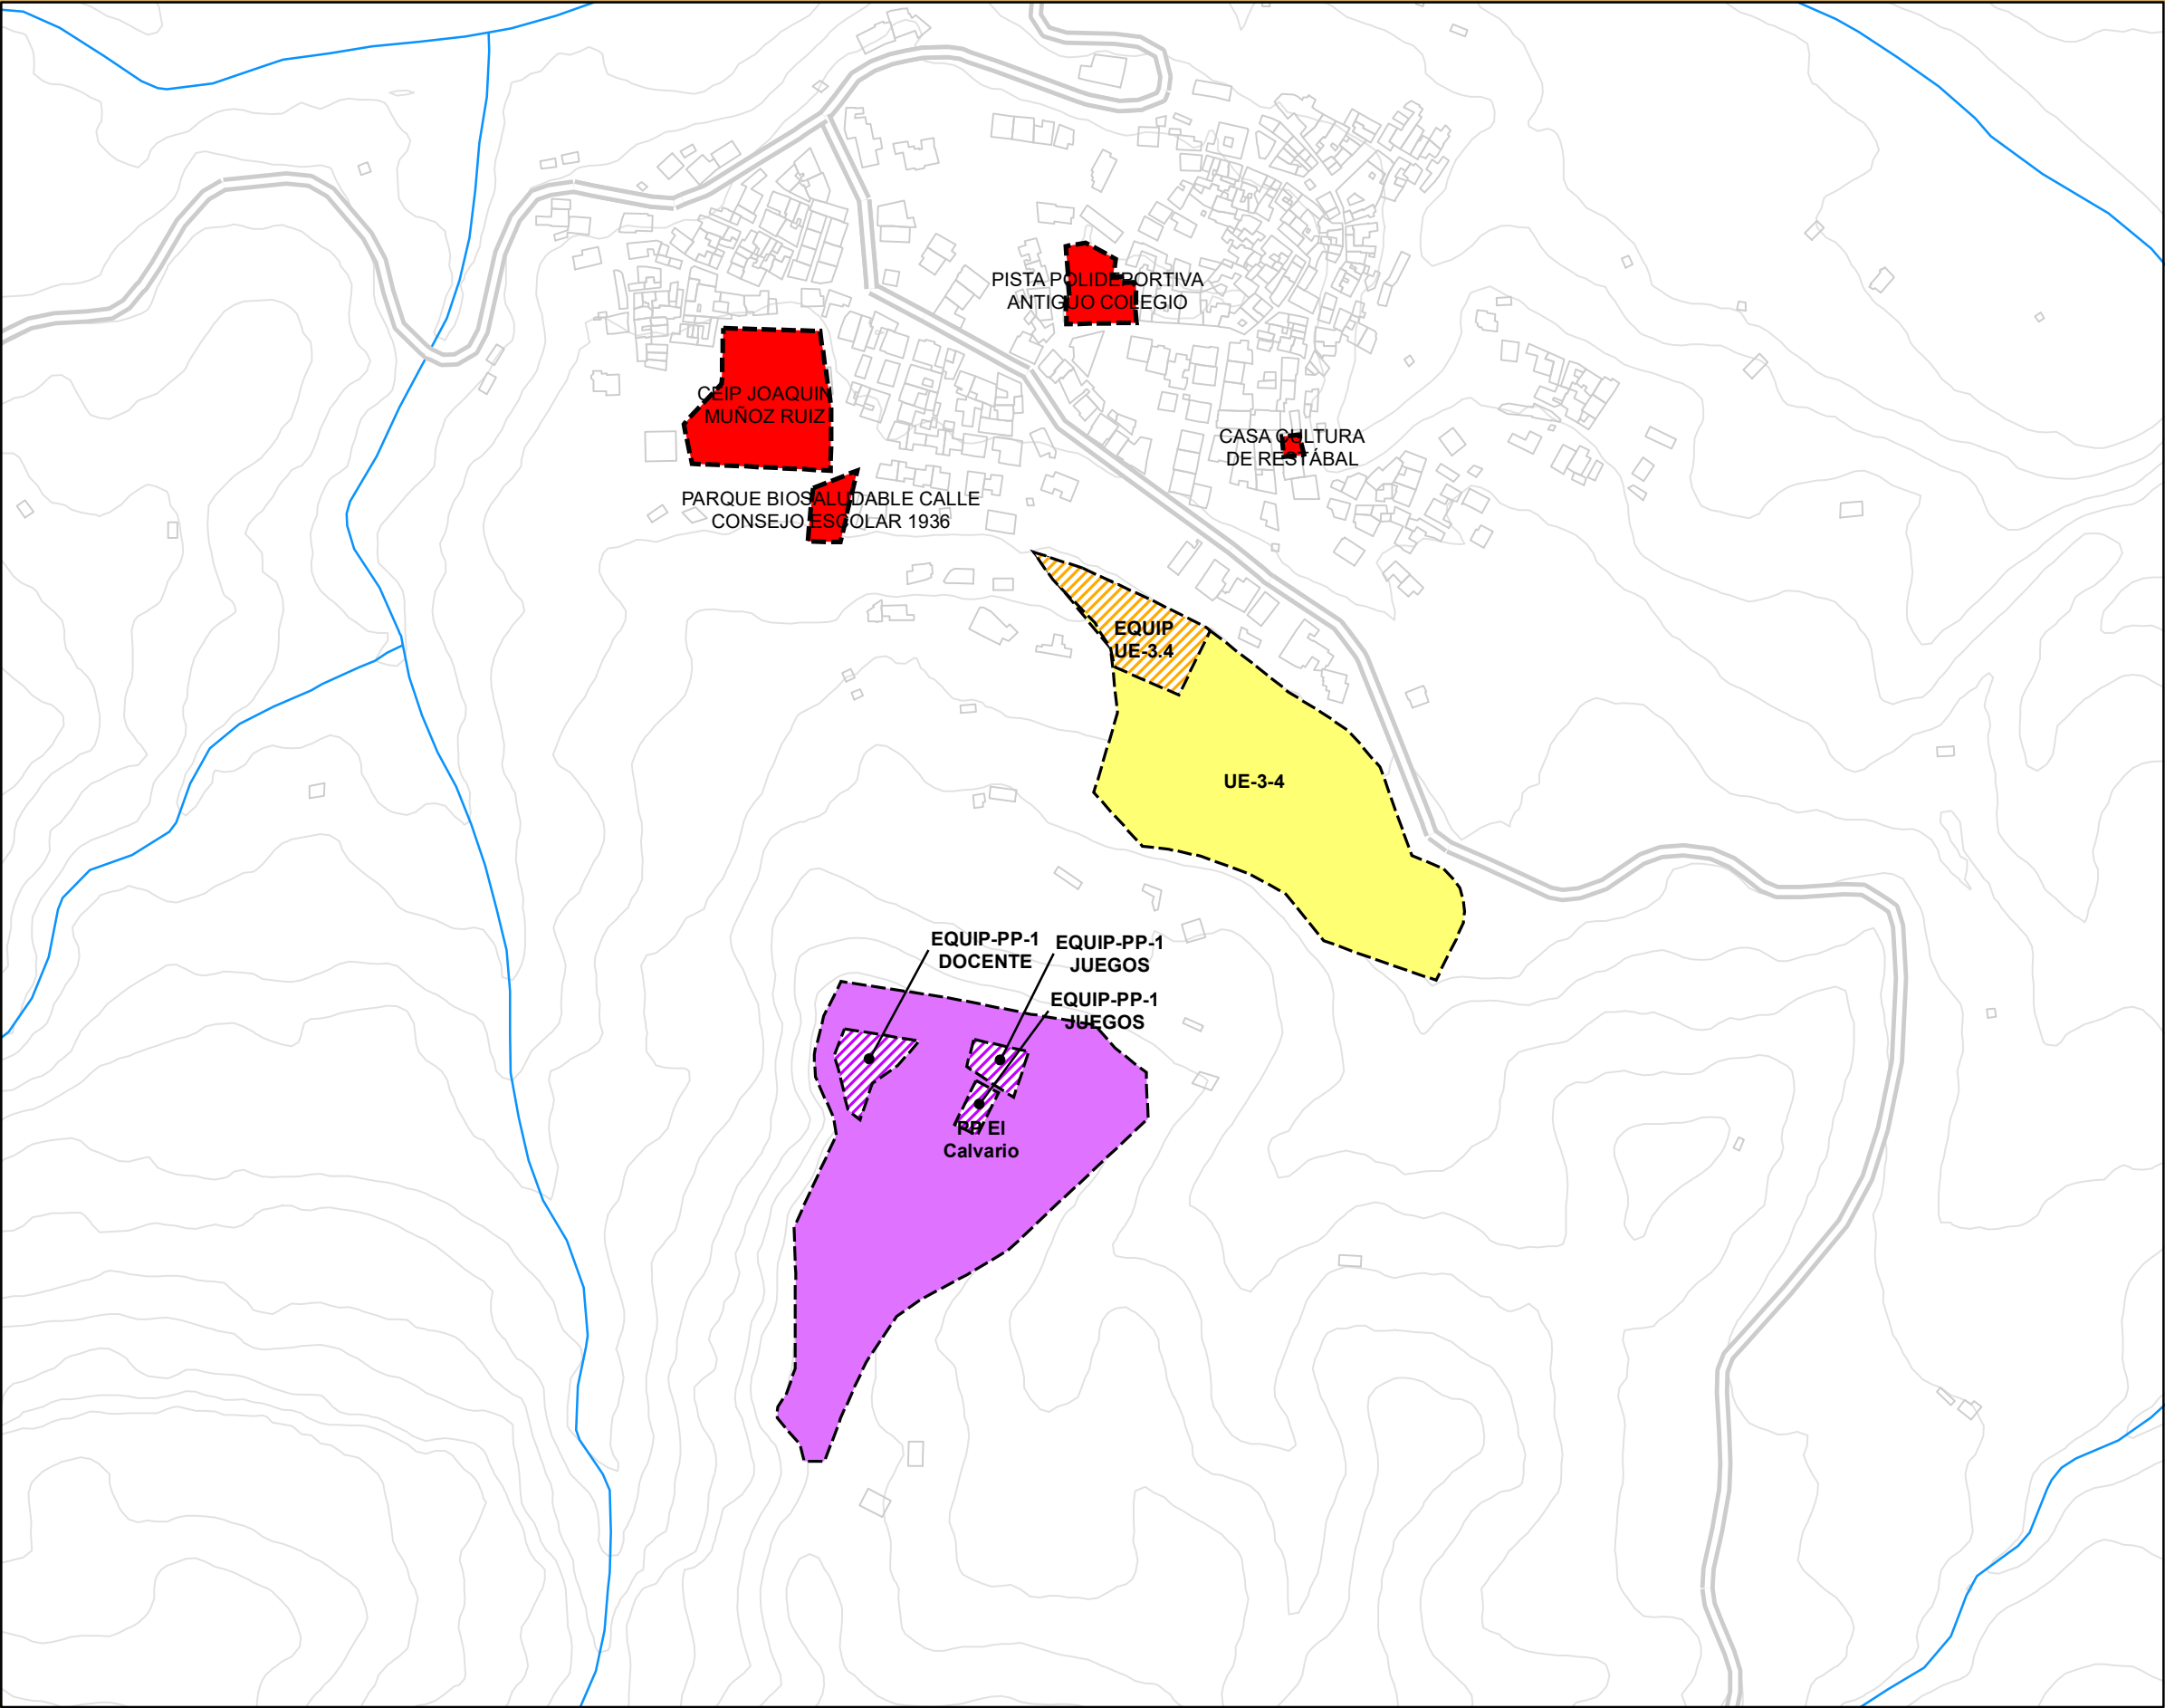 PISTA POLIDEPORTIVA
ANTIGUO COLEGIO
CEIP JOAQUIN
MUÑOZ RUIZ
CASA CULTURA
DE RESTÁBAL
PARQUE BIOSALUDABLE CALLE
CONSEJO ESCOLAR 1936
EQUIP
UE-3.4
UE-3-4
EQUIP-PP-1
DOCENTE
EQUIP-PP-1
JUEGOS
EQUIP-PP-1
JUEGOS
PP El
Calvario